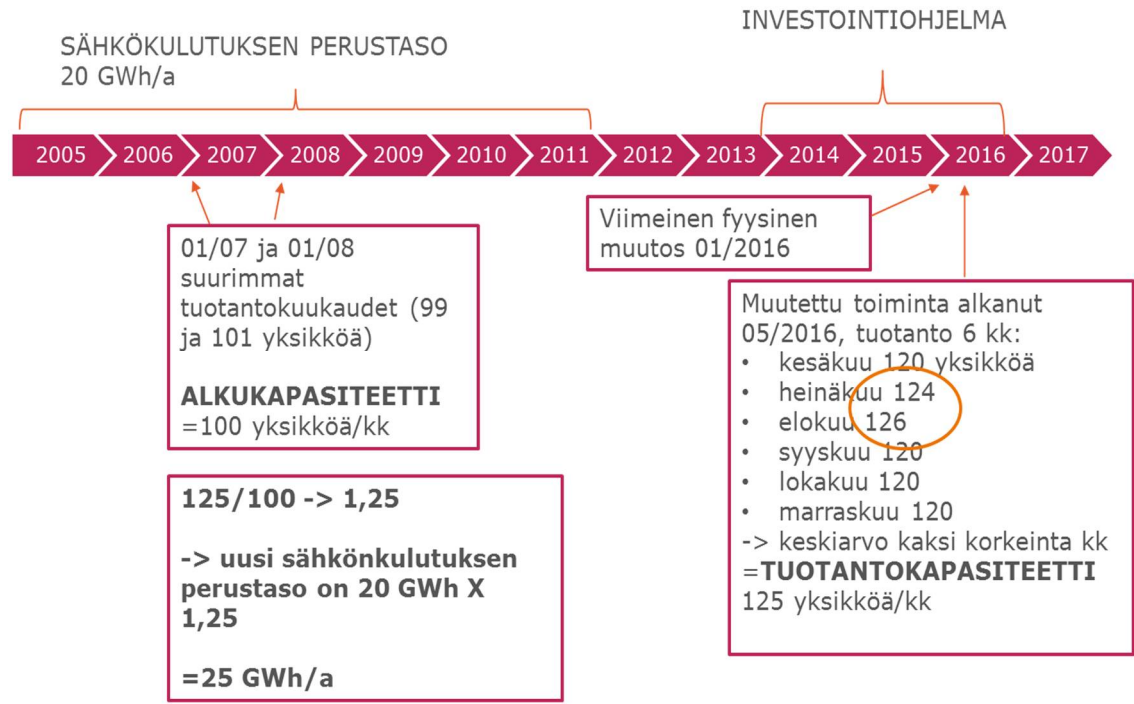 INVESTOINTIOHJELMA
SÄHKÖKULUTUKSEN PERUSTASO
20 GWh/a
2005 2006 2007 2008 2009 2010 2011 2012 2013 2014 2015 2016 2017
01/07 ja 01/08
suurimmat
tuotantokuukaudet (99
ja 101 yksikköä)
ALKUKAPASITEETTI
=100 yksikköä/kk
125/100 -> 1,25
-> uusi sähkönkulutuksen
perustaso on 20 GWh X
1,25
=25 GWh/a
Viimeinen fyysinen
muutos 01/2016
Muutettu toiminta alkanut
05/2016, tuotanto 6 kk:
• kesäkuu 120 yksikköä
• heinäkuu 124
• elokuu 126
• syyskuu 120
• lokakuu 120
• marraskuu 120
-> keskiarvo kaksi korkeinta kk
=TUOTANTOKAPASITEETTI
125 yksikköä/kk